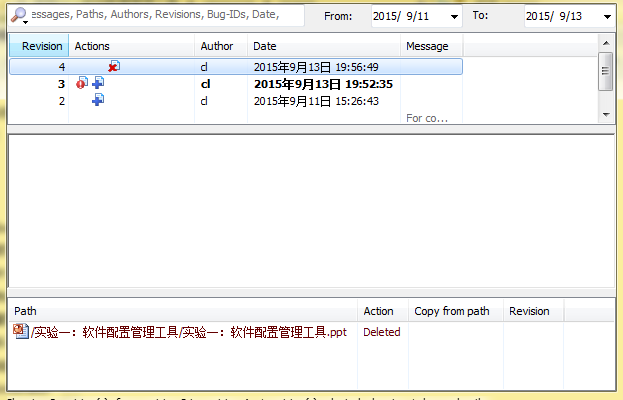 essages, Paths, Authors, Revisions, Bug-IDs, Date, From: 2015/ 9/11 To: 2015/ 9/13
Revision Actions Author Date Message
4 cl 2015年9月13日 19:56:49
3 cl 2015年9月13日 19:52:35
2 cl 2015年9月11日 15:26:43
For co...
Path Action Copy from path Revision
/实验一：软件配置管理工具/实验一：软件配置管理工具.ppt Deleted